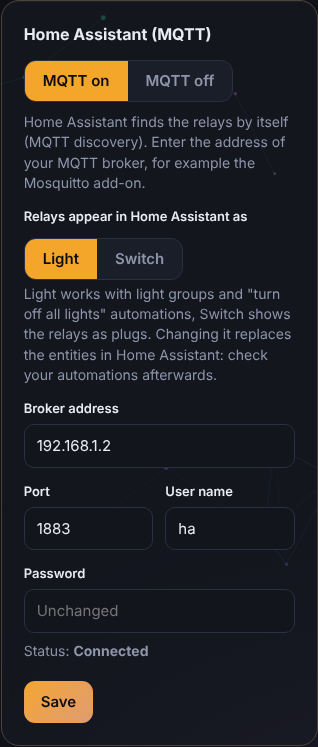 Home Assistant (MQTT)
MQTT on MQTT off
Home Assistant finds the relays by itself
(MQTT discovery). Enter the address of
your MQTT broker, for example the
Mosquitto add-on.
Relays appear in Home Assistant as
Light Switch
Light works with light groups and "turn
off all lights" automations, Switch shows
the relays as plugs. Changing it replaces
the entities in Home Assistant: check
your automations afterwards.
Broker address
192.168.1.2
Port User name
1883 ha
Password
Unchanged
Status: Connected
Save